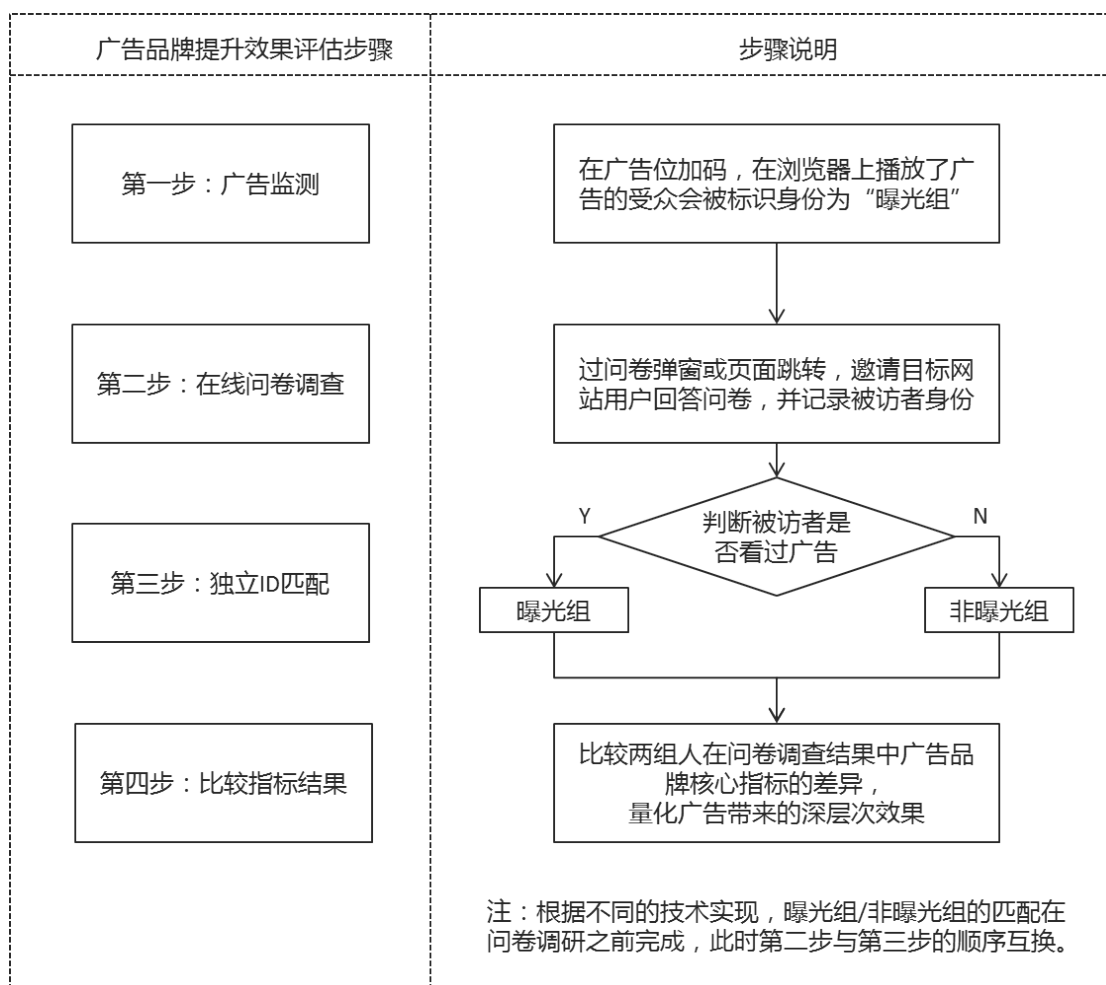 广告品牌提升效果评估步骤
步骤说明
第一步：广告监测
在广告位加码，在浏览器上播放了广
告的受众会被标识身份为“曝光组”
第二步：在线问卷调查
过问卷弹窗或页面跳转，邀请目标网
站用户回答问卷，并记录被访者身份
第三步：独立ID匹配
Y
判断被访者是
否看过广告
N
曝光组
非曝光组
第四步：比较指标结果
比较两组人在问卷调查结果中广告品
牌核心指标的差异，
量化广告带来的深层次效果
注：根据不同的技术实现，曝光组/非曝光组的匹配在
问卷调研之前完成，此时第二步与第三步的顺序互换。